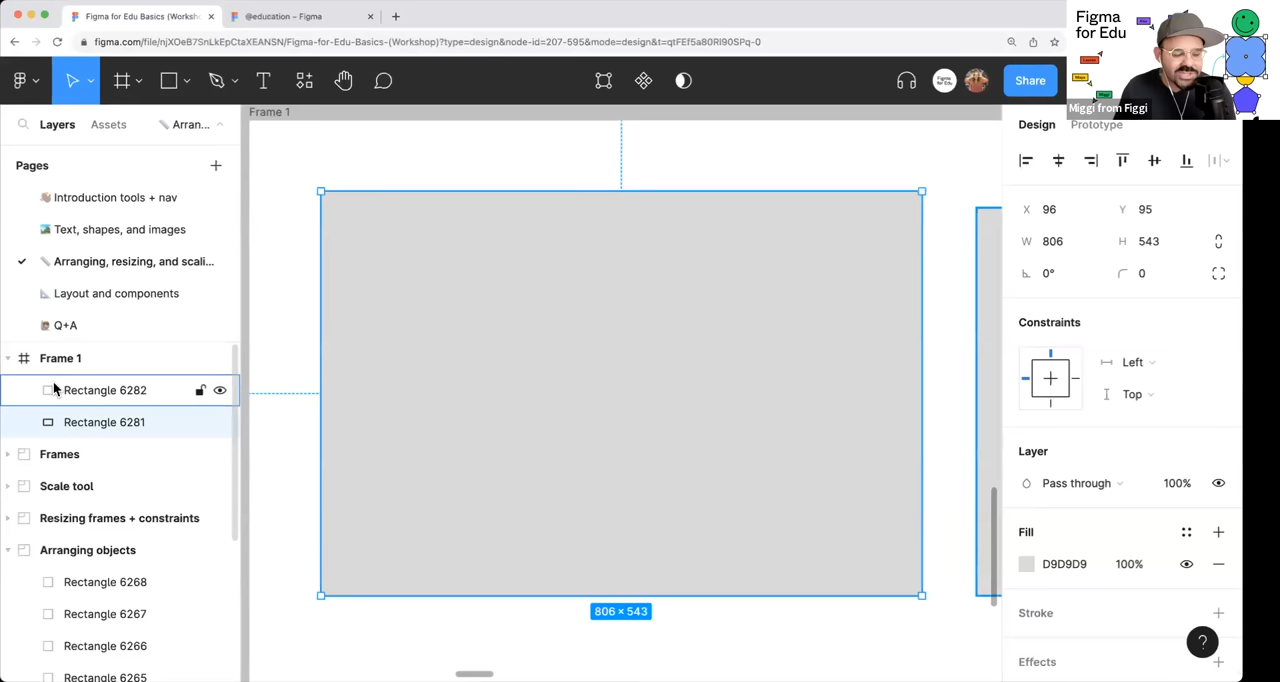 Figma for Edu Basics (Worksh
@education – Figma
figma.com/file/njXOeB7SnLkEpCtaXEANSN/Figma-for-Edu-Basics-(Workshop)?type=design&node-id=207-595&mode=design&t=qtFEf5a80RI90SPq-0
Share
Figma
for Edu
Miggi from Figgi
Layers
Assets
Arran...
Frame 1
Design
Prototype
Pages
Introduction tools + nav
Text, shapes, and images
Arranging, resizing, and scali...
Layout and components
Q+A
Frame 1
Rectangle 6282
Rectangle 6281
Frames
Scale tool
Resizing frames + constraints
Arranging objects
Rectangle 6268
Rectangle 6267
Rectangle 6266
Rectangle 6265
806 × 543
X 96
Y 95
W 806
H 543
0°
0
Constraints
Left
Top
Layer
Pass through
100%
Fill
D9D9D9
100%
Stroke
Effects
?